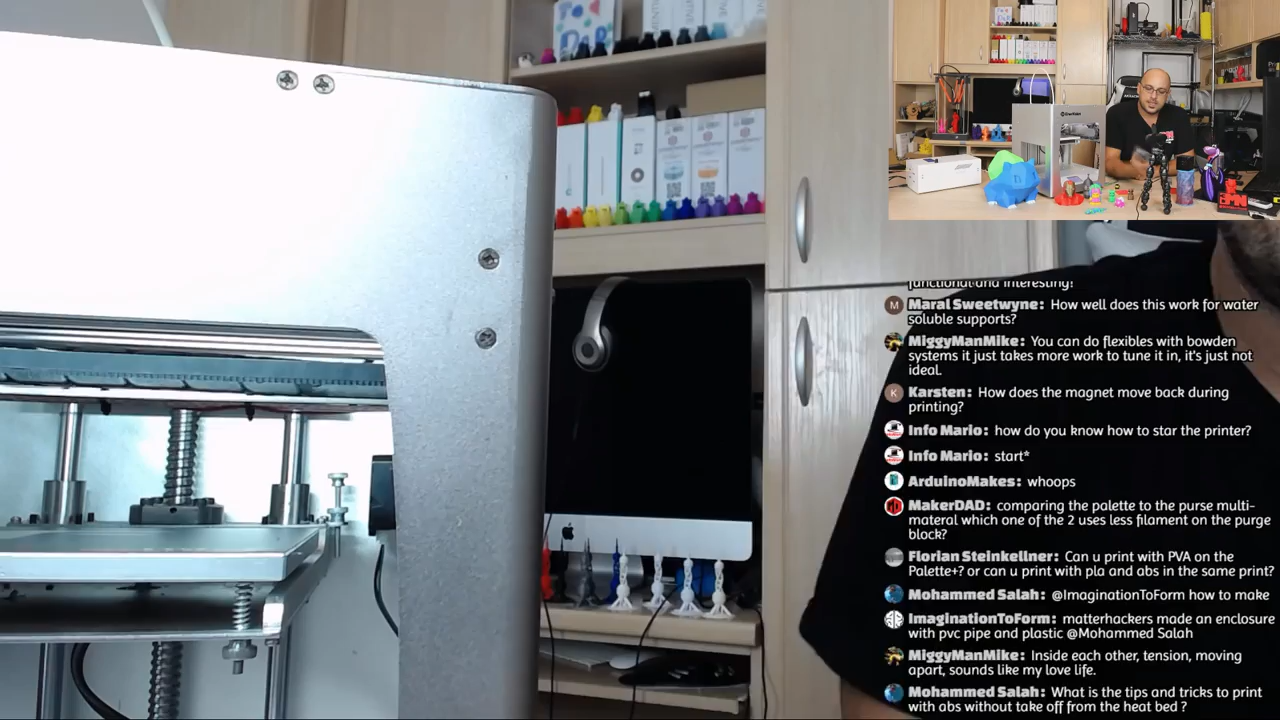 functional and interesting!
Maral Sweetwyne: How well does this work for water
soluble supports?
MiggyManMike: You can do flexibles with bowden
systems it just takes more work to tune it in, it's just not
ideal.
Karsten: How does the magnet move back during
printing?
Info Mario: how do you know how to star the printer?
Info Mario: start*
ArduinoMakes: whoops
MakerDAD: comparing the palette to the purse multi-
materal which one of the 2 uses less filament on the purge
block?
Florian Steinkellner: Can u print with PVA on the
Palette+? or can u print with pla and abs in the same print?
Mohammed Salah: @ImaginationToForm how to make
ImaginationToForm: matterhackers made an enclosure
with pvc pipe and plastic @Mohammed Salah
MiggyManMike: Inside each other, tension, moving
apart, sounds like my love life.
Mohammed Salah: What is the tips and tricks to print
with abs without take off from the heat bed ?